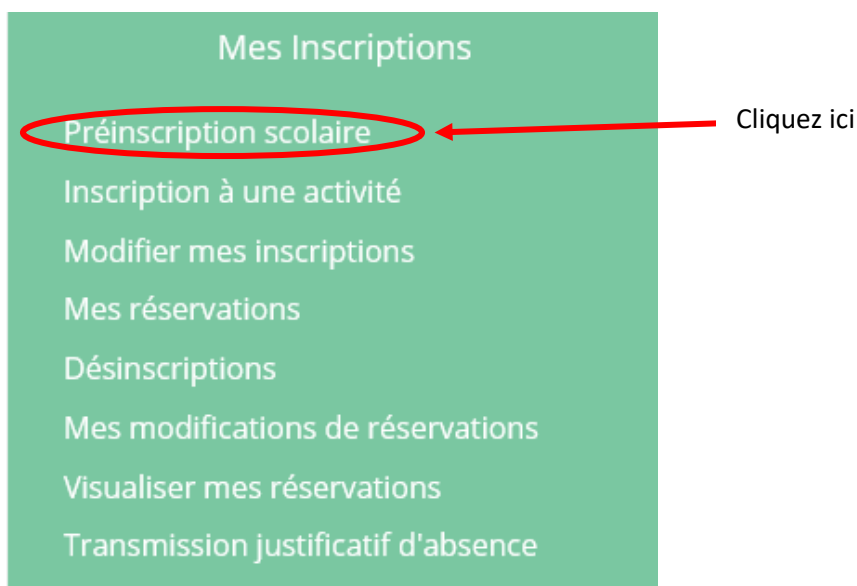 Mes Inscriptions
Préinscription scolaire
Cliquez ici
Inscription à une activité
Modifier mes inscriptions
Mes réservations
Désinscriptions
Mes modifications de réservations
Visualiser mes réservations
Transmission justificatif d'absence